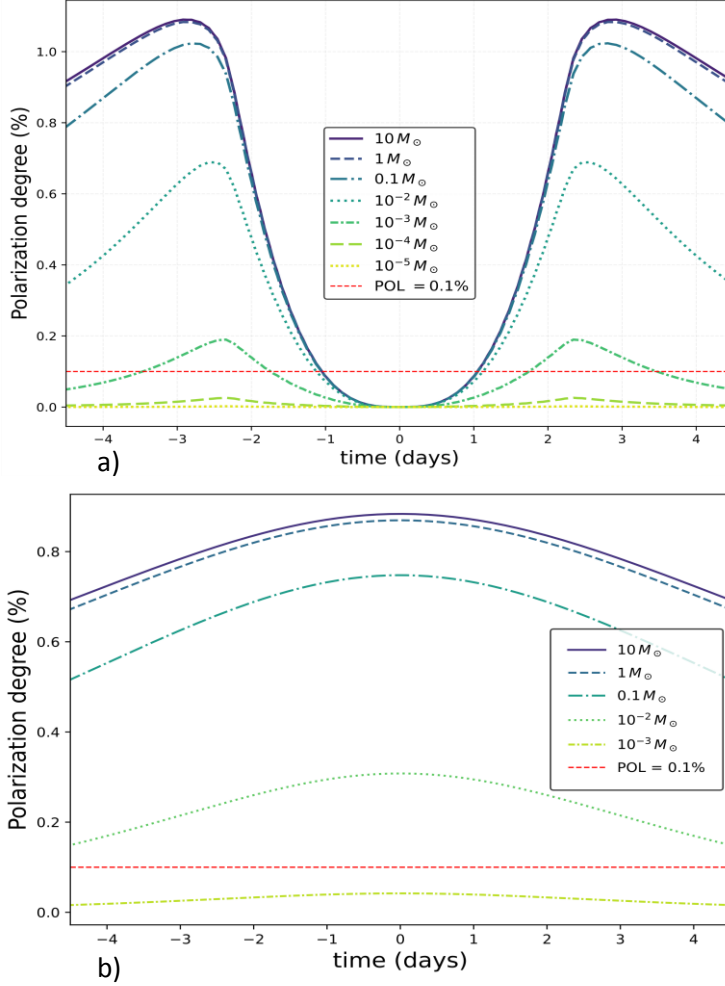 Polarization degree (%)
1.0
0.8
0.6
0.4
0.2
0.0
10 M⊙
1 M⊙
0.1 M⊙
10⁻² M⊙
10⁻³ M⊙
10⁻⁴ M⊙
10⁻⁵ M⊙
POL = 0.1%
−4 −3 −2 −1 0 1 2 3 4
time (days)
a)
Polarization degree (%)
0.8
0.6
0.4
0.2
0.0
10 M⊙
1 M⊙
0.1 M⊙
10⁻² M⊙
10⁻³ M⊙
POL = 0.1%
−4 −3 −2 −1 0 1 2 3 4
time (days)
b)